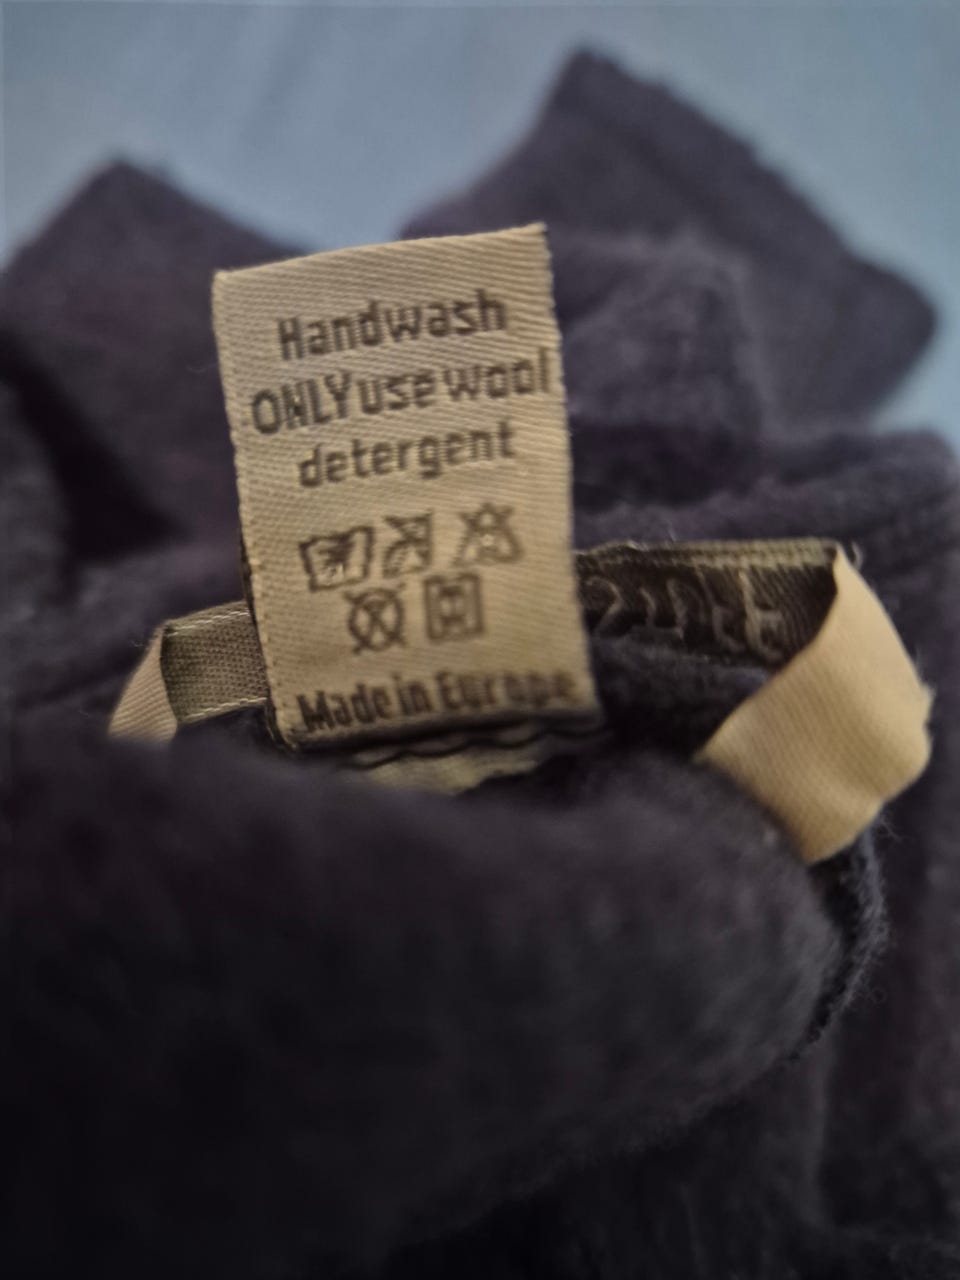 Handwash
ONLY use wool
detergent
Made in Europe